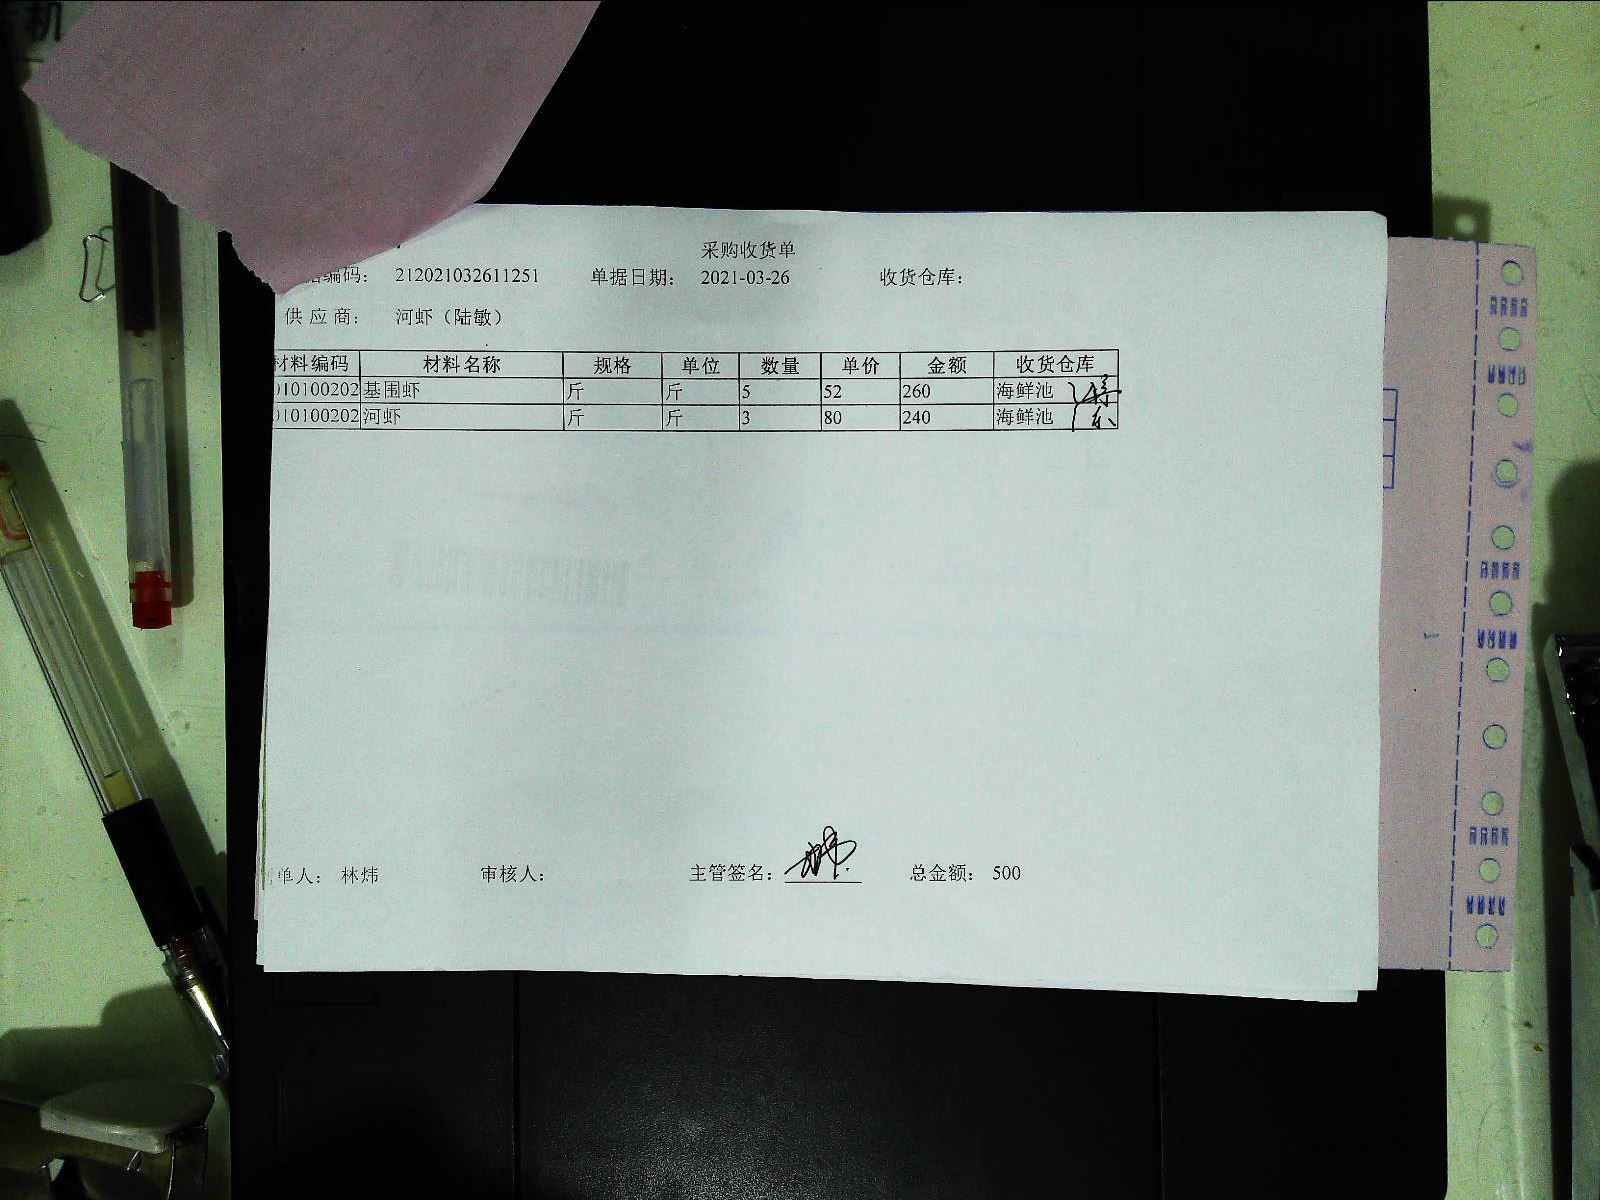 机
采购收货单
据编码： 212021032611251 单据日期： 2021-03-26 收货仓库：
供应商： 河虾（陆敏）
材料编码 材料名称 规格 单位 数量 单价 金额 收货仓库
010100202 基围虾 斤 斤 5 52 260 海鲜池
010100202 河虾 斤 斤 3 80 240 海鲜池
单人： 林炜 审核人： 主管签名： 总金额： 500